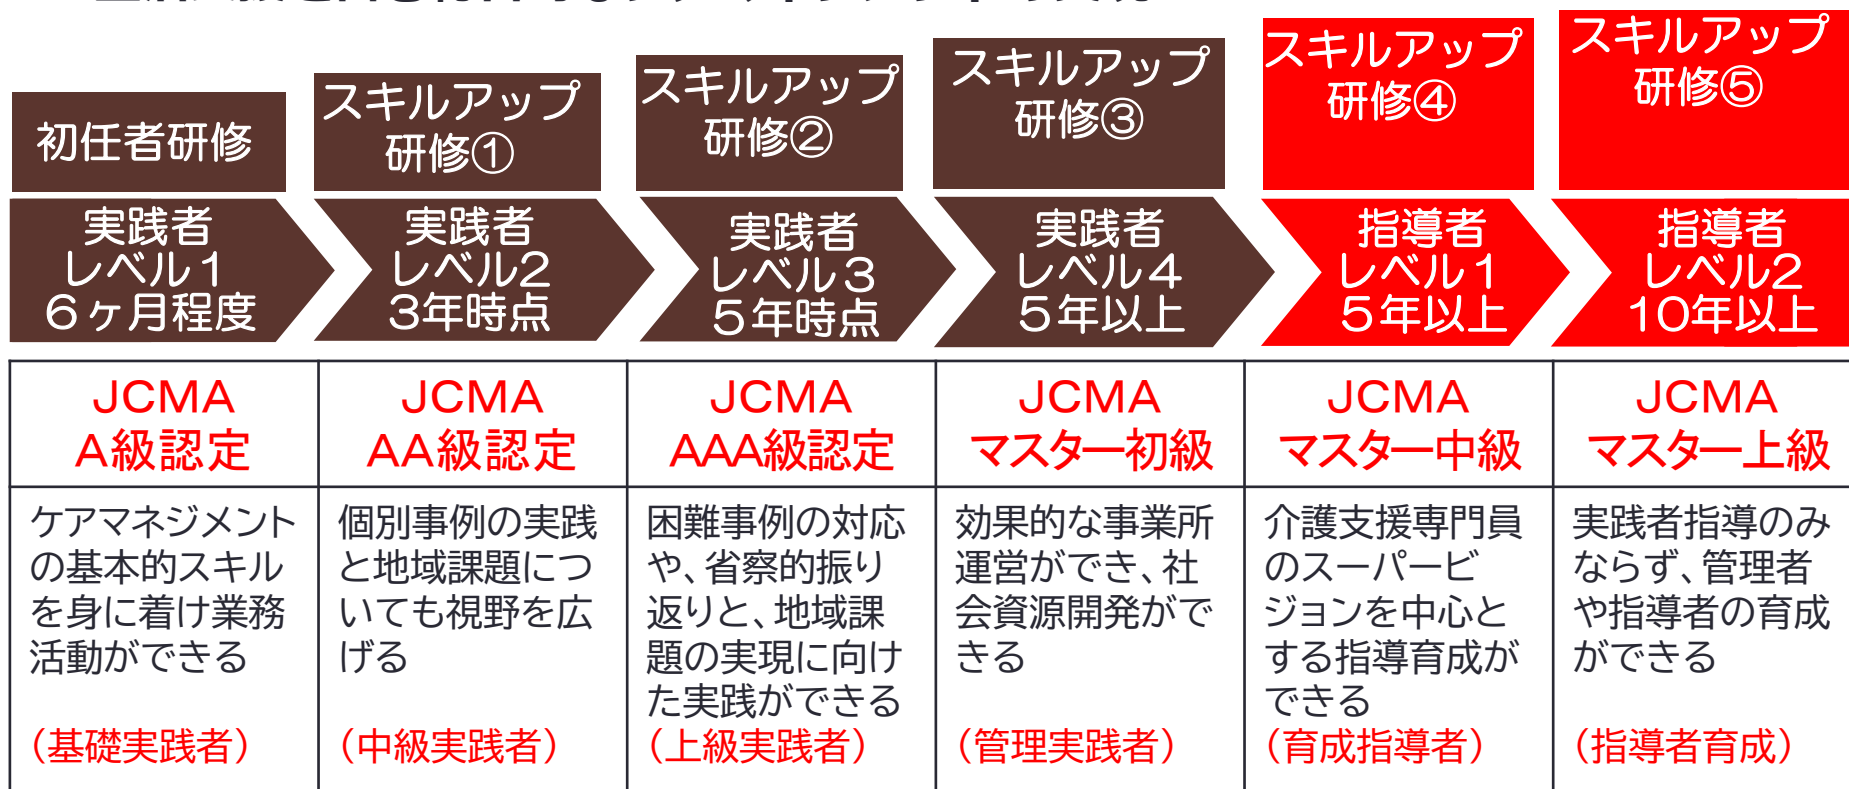 初任者研修
スキルアップ
研修①
スキルアップ
研修②
スキルアップ
研修③
スキルアップ
研修④
スキルアップ
研修⑤
実践者
レベル1
6ヶ月程度
実践者
レベル2
3年時点
実践者
レベル3
5年時点
実践者
レベル4
5年以上
指導者
レベル1
5年以上
指導者
レベル2
10年以上
JCMA
A級認定
JCMA
AA級認定
JCMA
AAA級認定
JCMA
マスター初級
JCMA
マスター中級
JCMA
マスター上級
ケアマネジメント
の基本的スキル
を身に着け業務
活動ができる
(基礎実践者)
個別事例の実践
と地域課題につ
いても視野を広
げる
(中級実践者)
困難事例の対応
や、省察的振り
返りと、地域課
題の実現に向け
た実践ができる
(上級実践者)
効果的な事業所
運営ができ、社
会資源開発がで
きる
(管理実践者)
介護支援専門員
のスーパービ
ジョンを中心と
する指導育成が
できる
(育成指導者)
実践者指導のみ
ならず、管理者
や指導者の育成
ができる
(指導者育成)